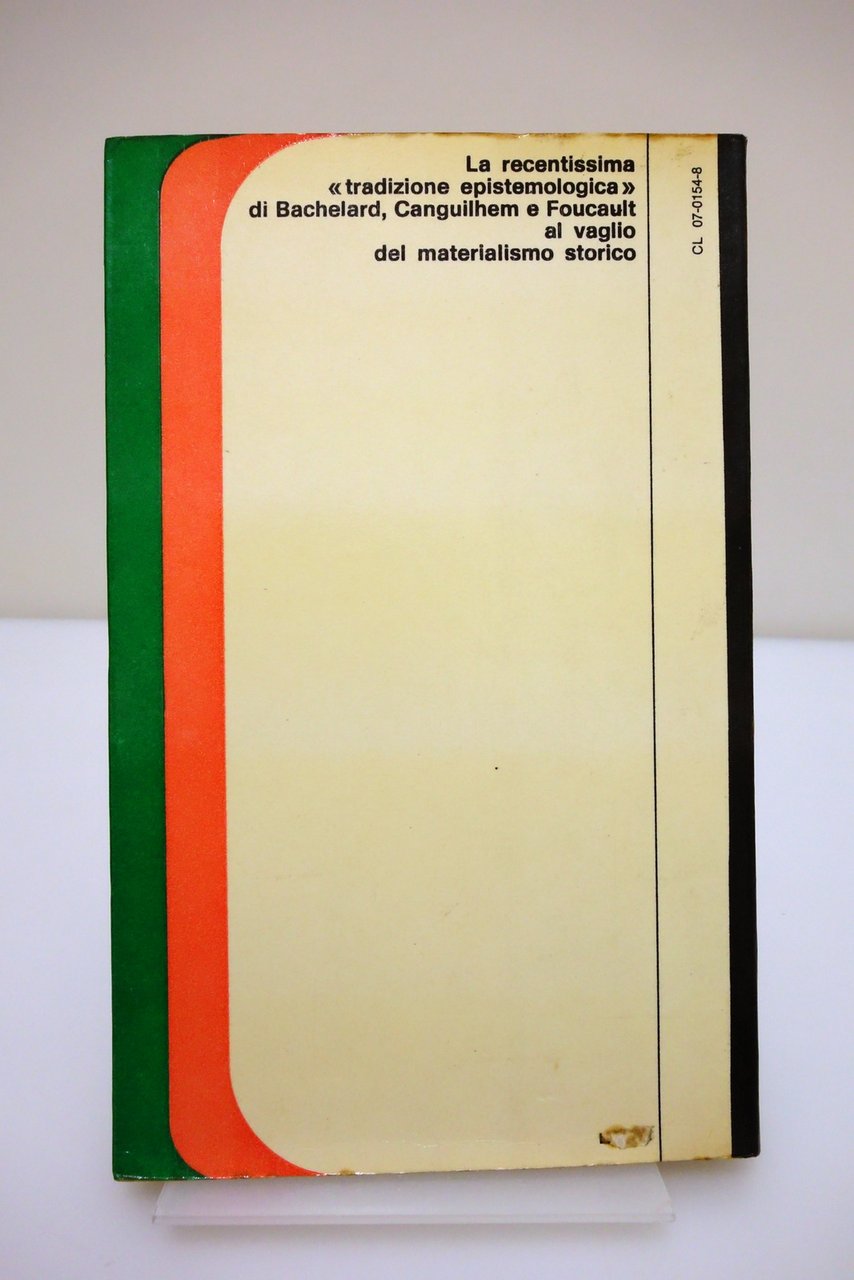 La recentissima
«tradizione epistemologica»
di Bachelard, Canguilhem e Foucault
al vaglio
del materialismo storico
CL 07-0154-8